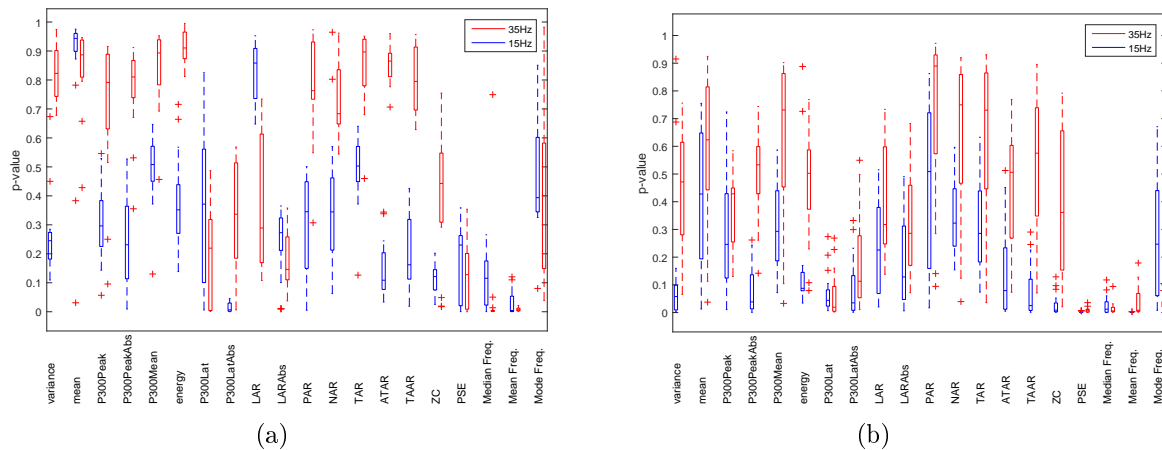 1
0.9
0.8
0.7
0.6
0.5
0.4
0.3
0.2
0.1
0
p-value
35Hz
15Hz
variance
mean
P300Peak
P300PeakAbs
P300Mean
energy
P300Lat
P300LatAbs
LAR
LARAbs
PAR
NAR
TAR
ATAR
TAAR
ZC
PSE
Median Freq.
Mean Freq.
Mode Freq.
(a)
1
0.9
0.8
0.7
0.6
0.5
0.4
0.3
0.2
0.1
0
p-value
35Hz
15Hz
variance
mean
P300Peak
P300PeakAbs
P300Mean
energy
P300Lat
P300LatAbs
LAR
LARAbs
PAR
NAR
TAR
ATAR
TAAR
ZC
PSE
Median Freq.
Mean Freq.
Mode Freq.
(b)